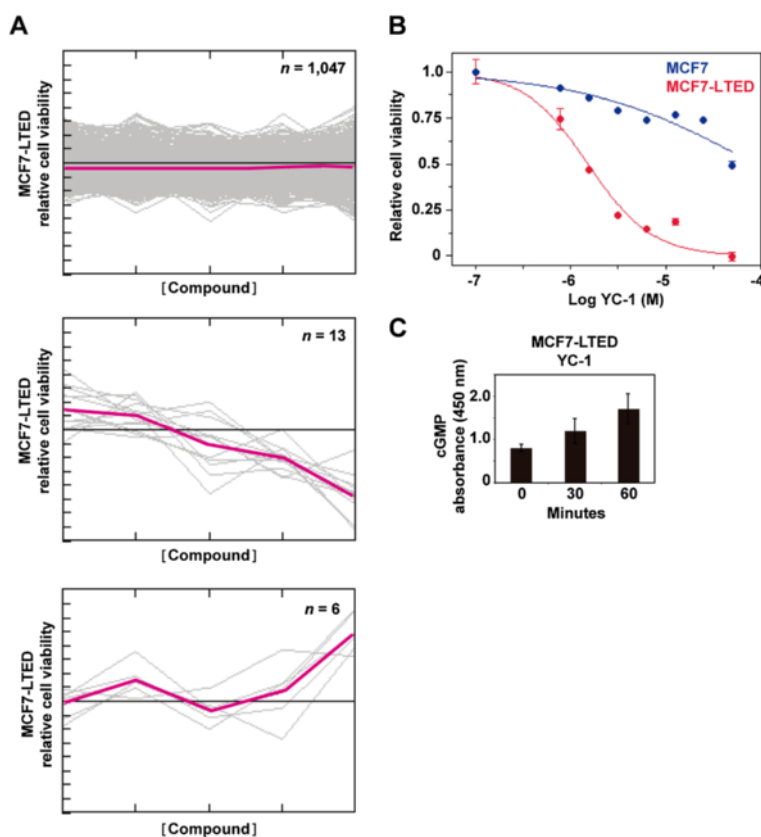 A
n = 1,047
MCF7-LTED
relative cell viability
[Compound]
n = 13
MCF7-LTED
relative cell viability
[Compound]
n = 6
MCF7-LTED
relative cell viability
[Compound]
B
MCF7
MCF7-LTED
Relative cell viability
1.0
0.75
0.5
0.25
0
-7 -6 -5 -4
Log YC-1 (M)
C
MCF7-LTED
YC-1
cGMP
absorbance (450 nm)
2.0
1.0
0
0 30 60
Minutes